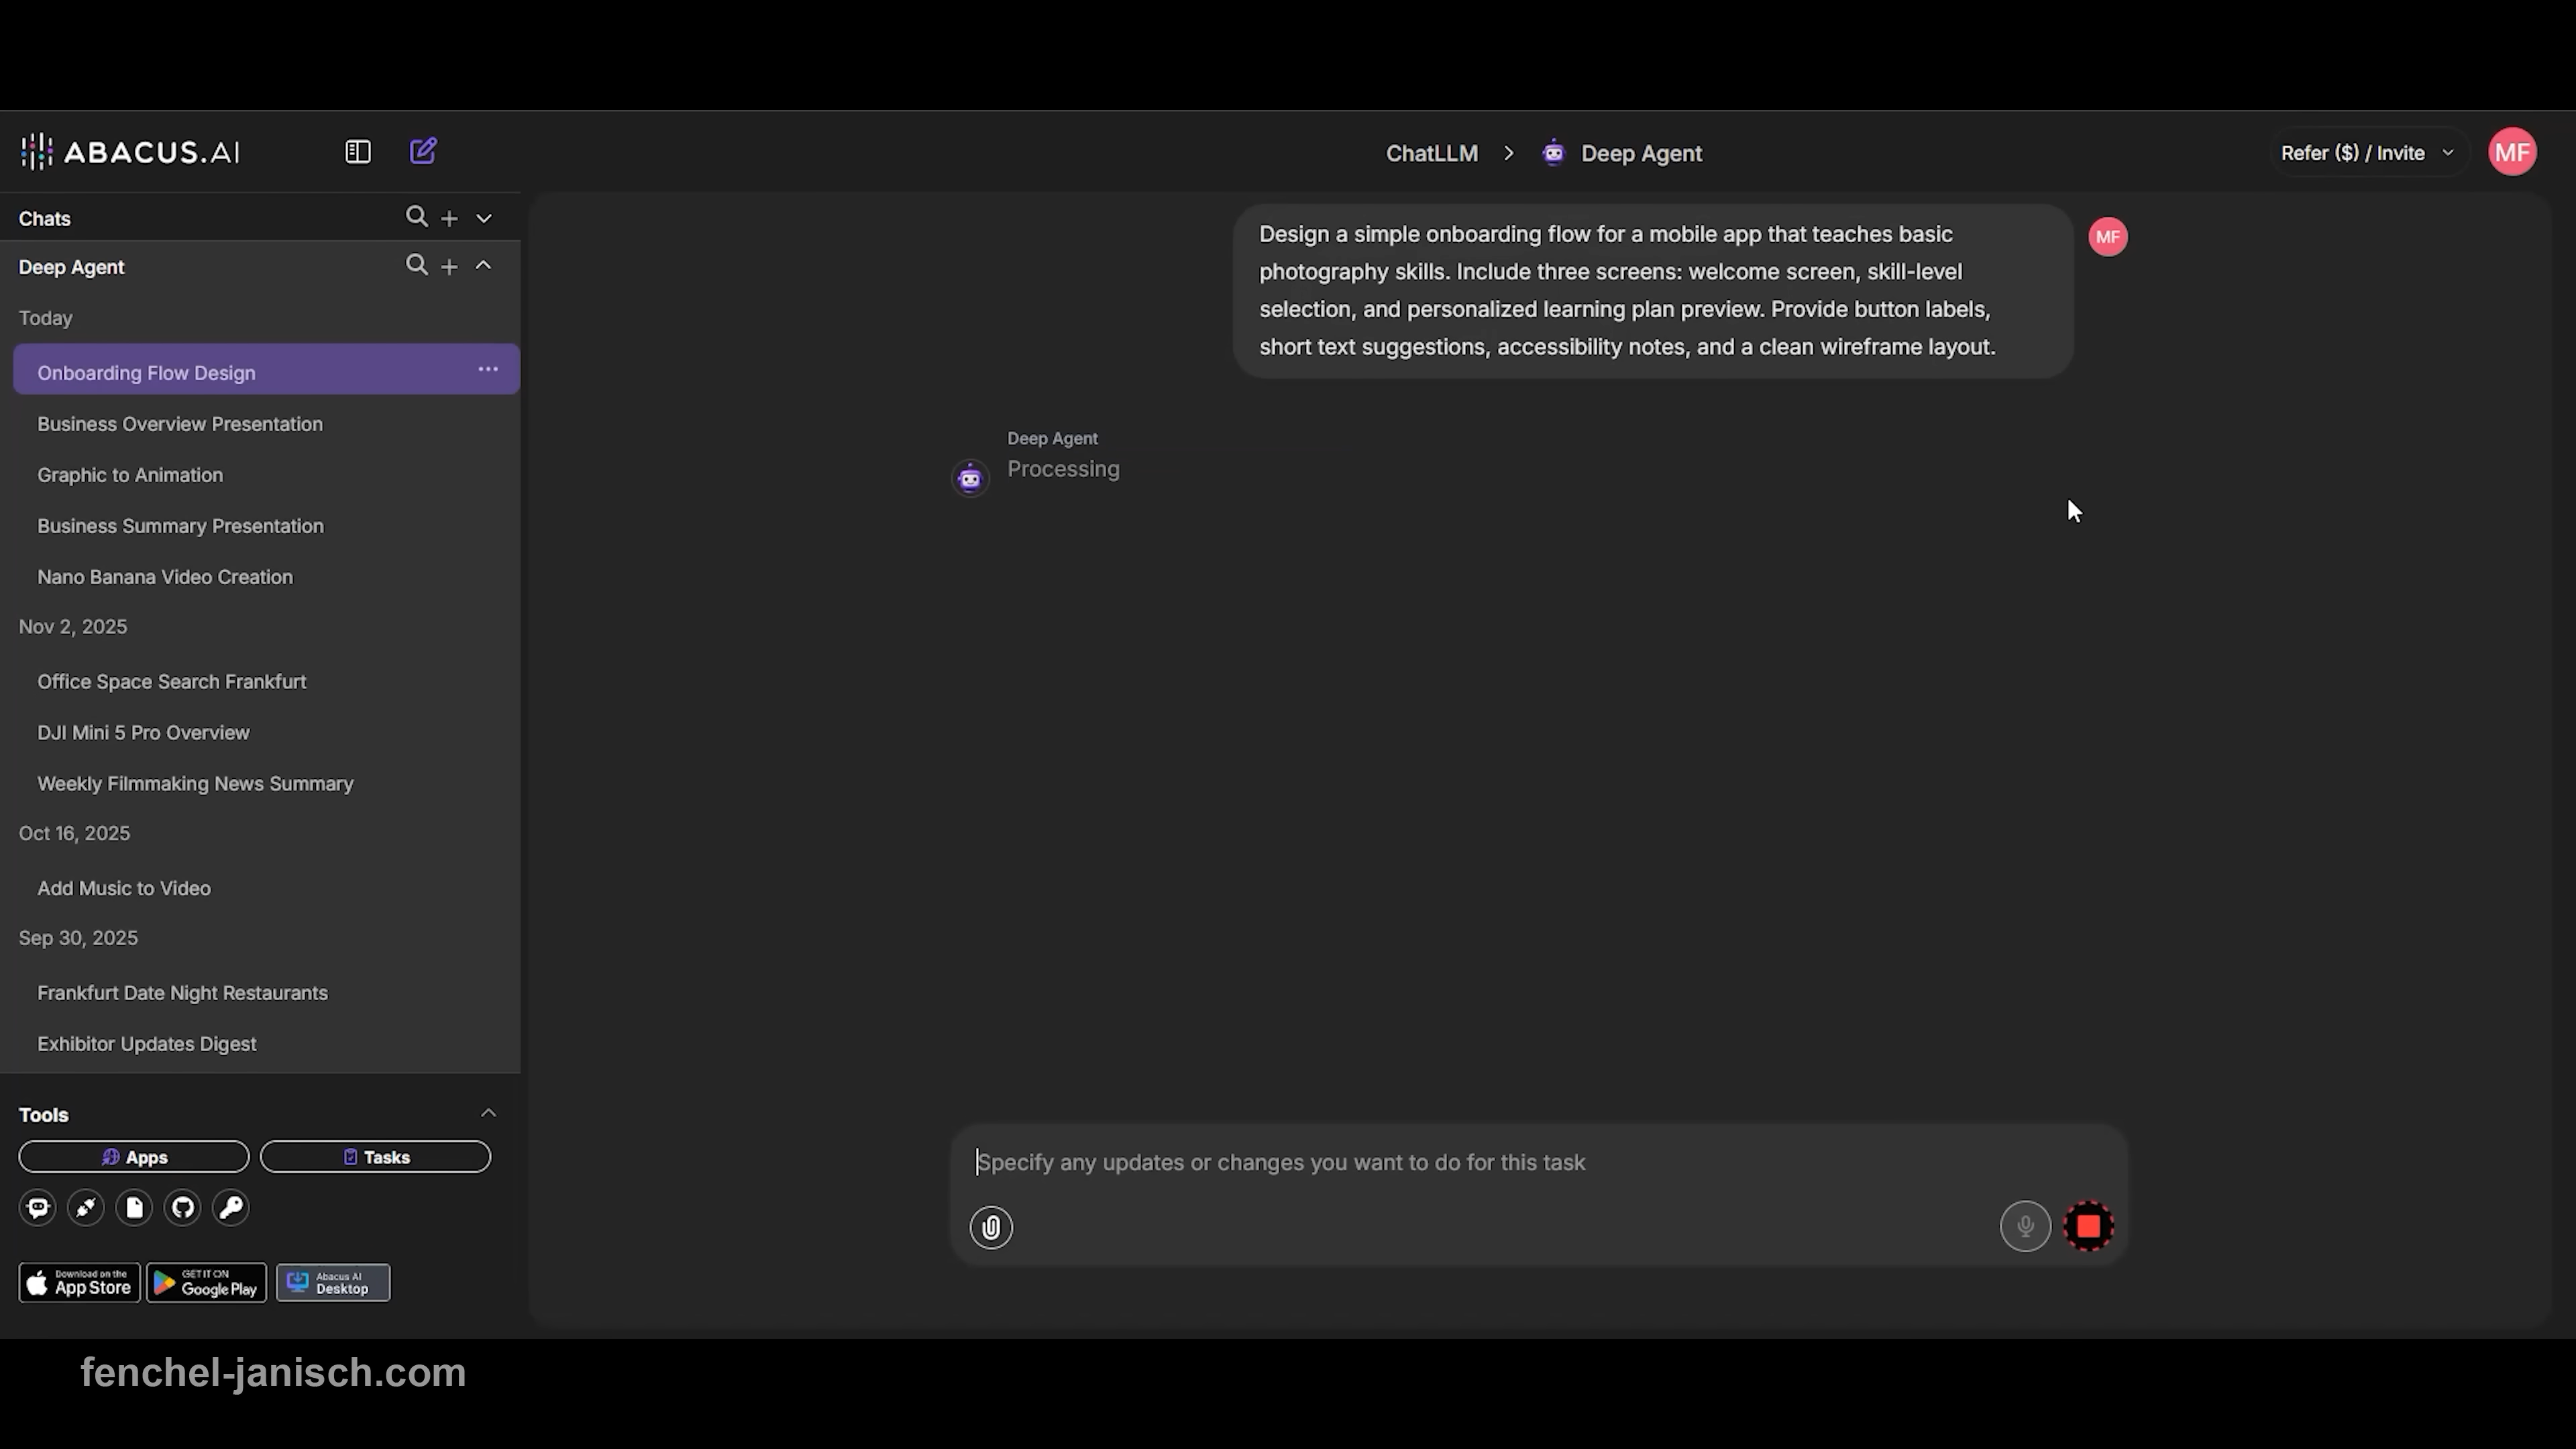 ABACUS.AI
ChatLLM > Deep Agent
Refer ($) / Invite
MF
Chats
Deep Agent
Today
Onboarding Flow Design
Business Overview Presentation
Graphic to Animation
Business Summary Presentation
Nano Banana Video Creation
Nov 2, 2025
Office Space Search Frankfurt
DJI Mini 5 Pro Overview
Weekly Filmmaking News Summary
Oct 16, 2025
Add Music to Video
Sep 30, 2025
Frankfurt Date Night Restaurants
Exhibitor Updates Digest
Tools
Apps
Tasks
Download on the
App Store
GET IT ON
Google Play
Abacus AI
Desktop
Design a simple onboarding flow for a mobile app that teaches basic
photography skills. Include three screens: welcome screen, skill-level
selection, and personalized learning plan preview. Provide button labels,
short text suggestions, accessibility notes, and a clean wireframe layout.
MF
Deep Agent
Processing
Specify any updates or changes you want to do for this task
fenchel-janisch.com